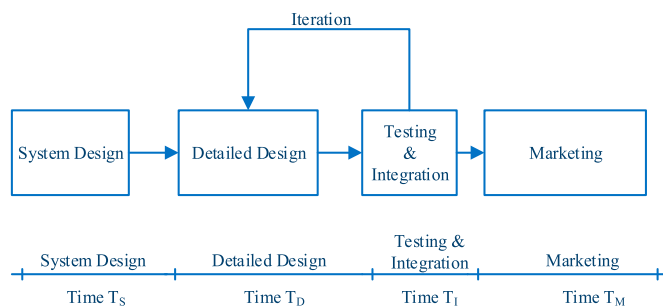 Iteration
System Design
Detailed Design
Testing
&
Integration
Marketing
System Design
Detailed Design
Testing &
Integration
Marketing
Time TS
Time TD
Time TI
Time TM